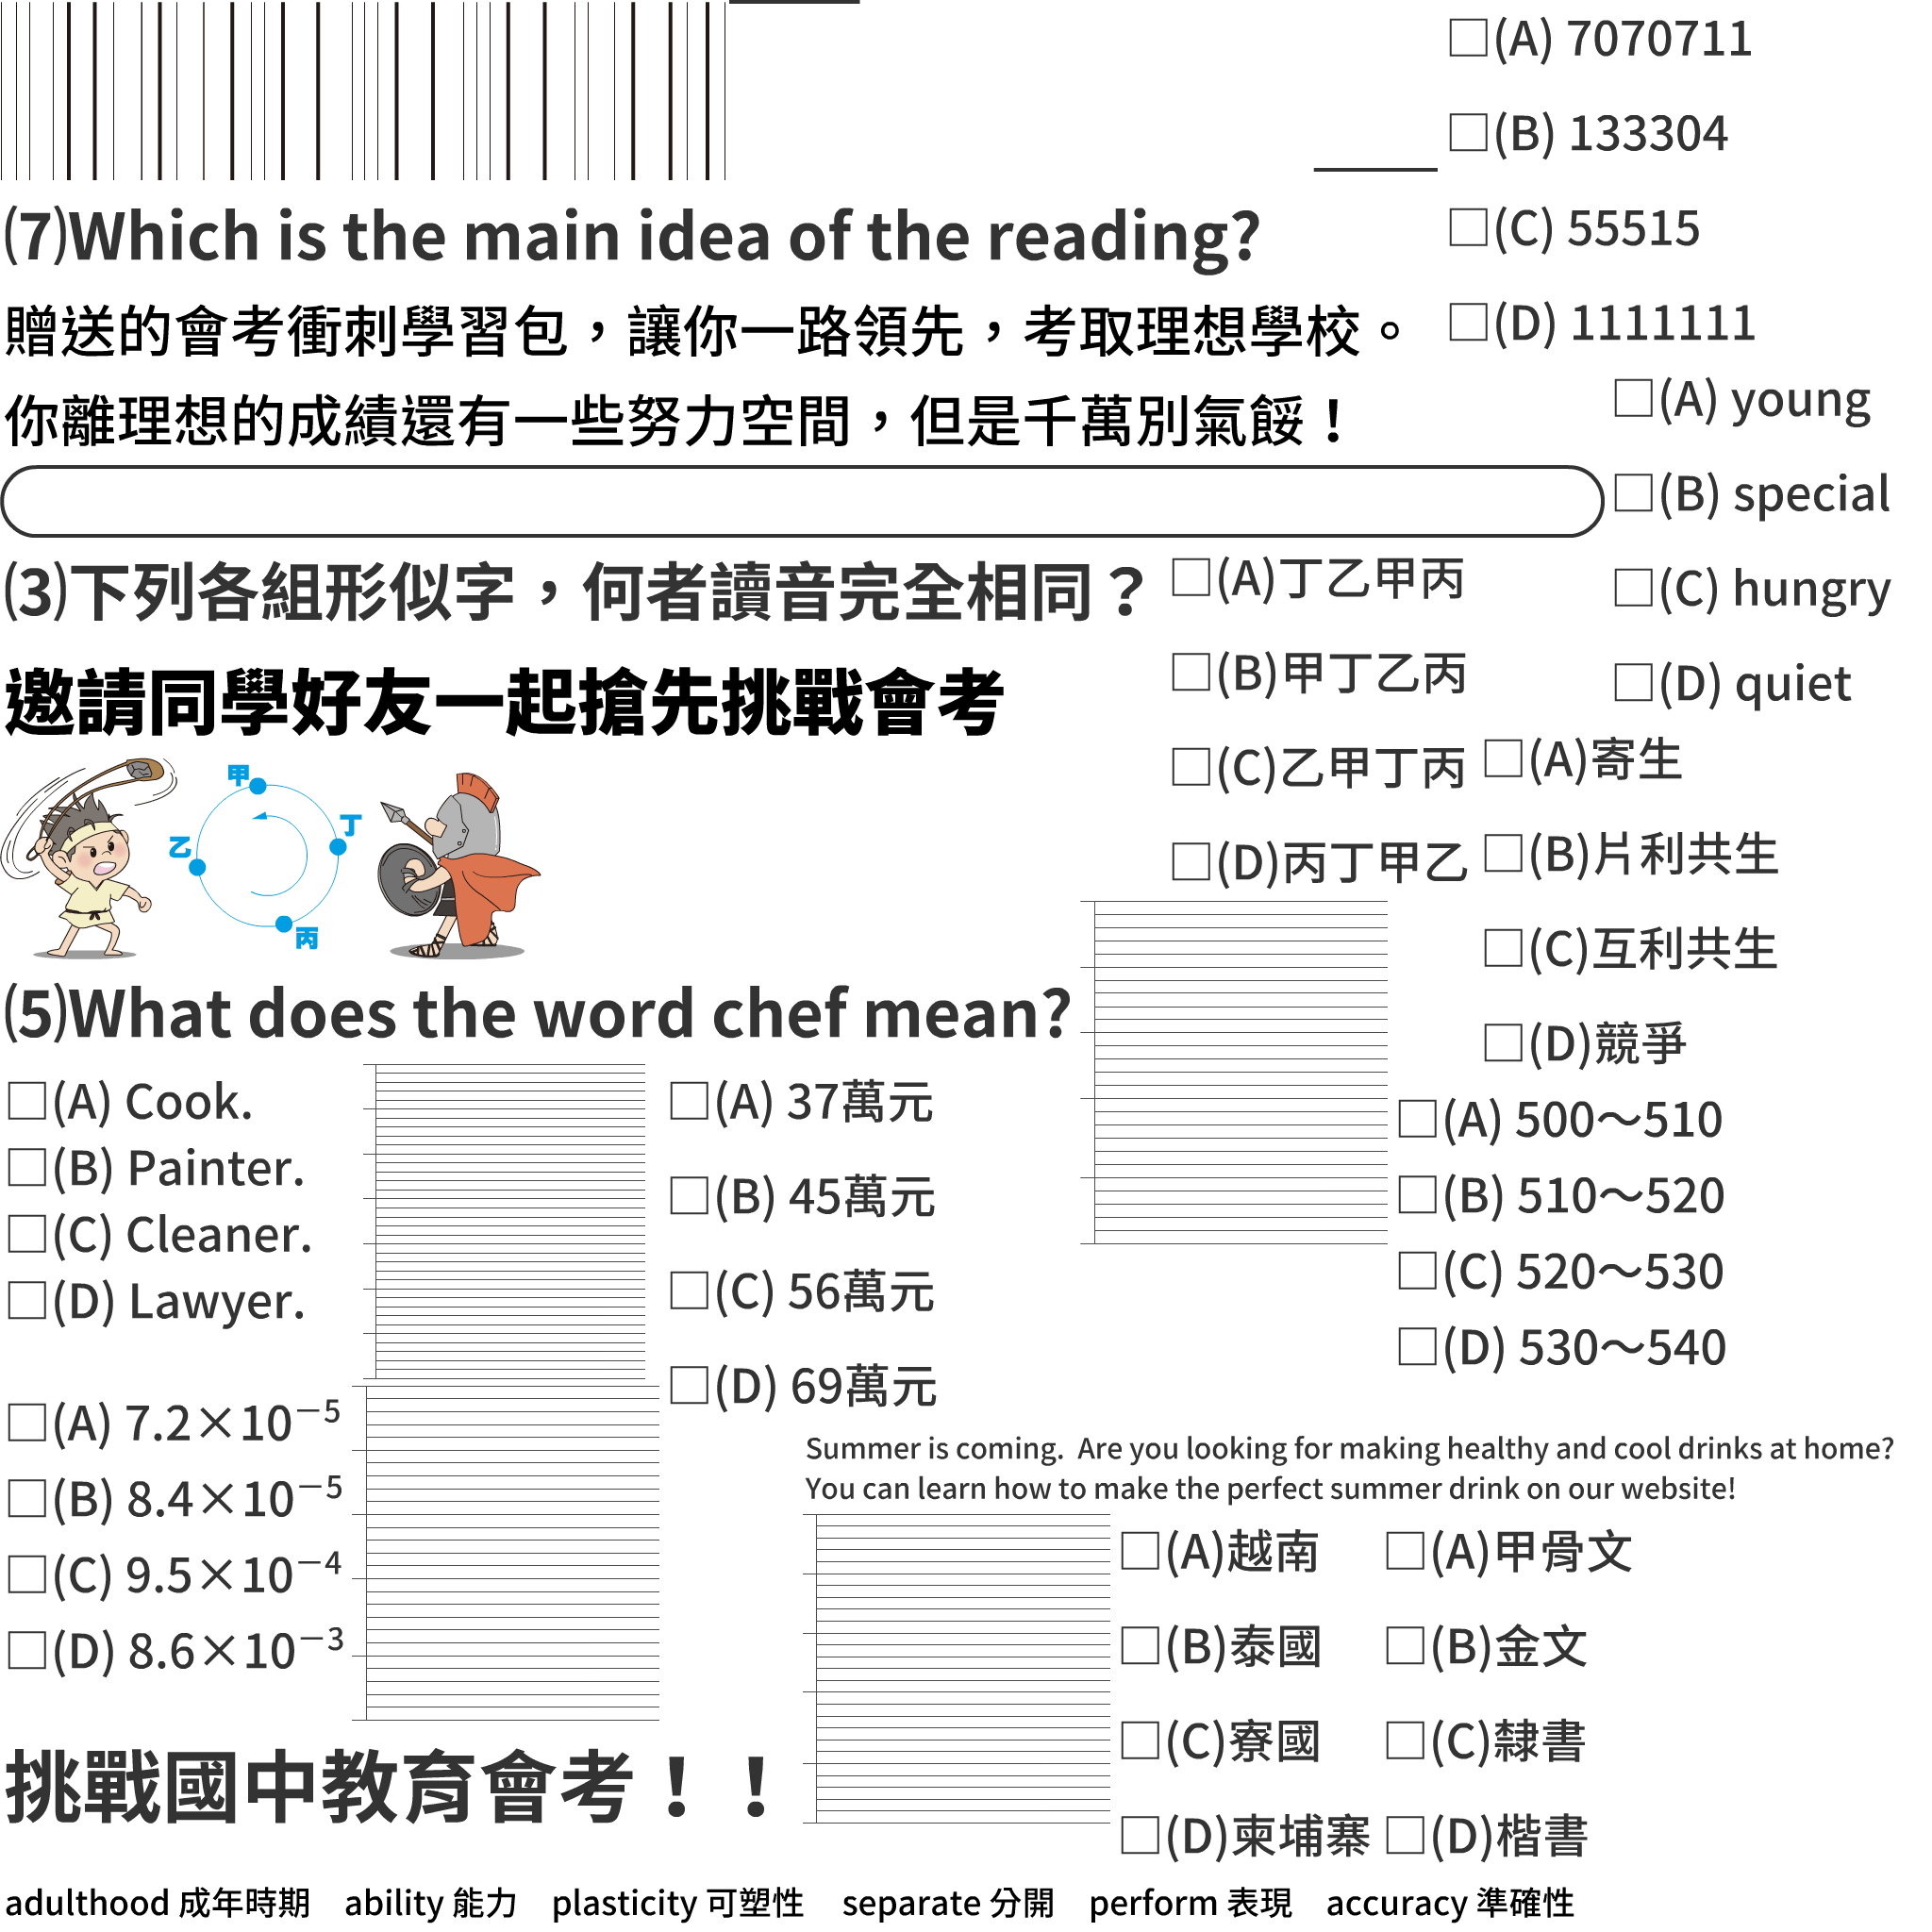 □(A) 7070711
□(B) 133304
□(C) 55515
□(D) 1111111
⑺Which is the main idea of the reading?
贈送的會考衝刺學習包，讓你一路領先，考取理想學校。
你離理想的成績還有一些努力空間，但是千萬別氣餒！
□(A) young
□(B) special
□(C) hungry
□(D) quiet
⑶下列各組形似字，何者讀音完全相同？
□(A)丁乙甲丙
□(B)甲丁乙丙
□(C)乙甲丁丙
□(D)丙丁甲乙
邀請同學好友一起搶先挑戰會考
甲
乙
丁
丙
□(A)寄生
□(B)片利共生
□(C)互利共生
□(D)競爭
⑸What does the word chef mean?
□(A) Cook.
□(B) Painter.
□(C) Cleaner.
□(D) Lawyer.
□(A) 37萬元
□(B) 45萬元
□(C) 56萬元
□(D) 69萬元
□(A) 500～510
□(B) 510～520
□(C) 520～530
□(D) 530～540
□(A) 7.2×10⁻⁵
□(B) 8.4×10⁻⁵
□(C) 9.5×10⁻⁴
□(D) 8.6×10⁻³
Summer is coming.  Are you looking for making healthy and cool drinks at home?
You can learn how to make the perfect summer drink on our website!
□(A)越南
□(B)泰國
□(C)寮國
□(D)柬埔寨
□(A)甲骨文
□(B)金文
□(C)隸書
□(D)楷書
挑戰國中教育會考！！
adulthood 成年時期　ability 能力　plasticity 可塑性　separate 分開　perform 表現　accuracy 準確性